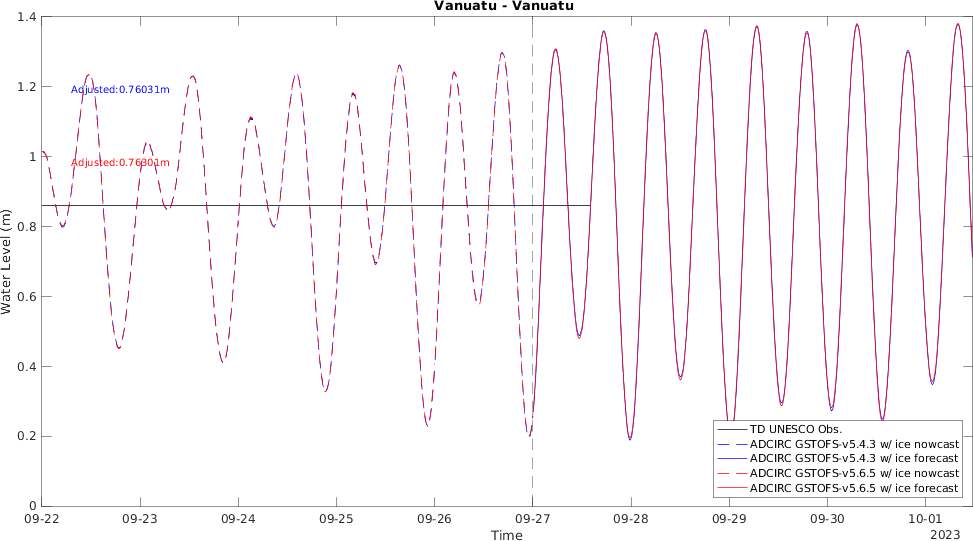 Vanuatu - Vanuatu
1.4
1.2
1
0.8
0.6
0.4
0.2
0
Water Level (m)
Adjusted:0.76031m
Adjusted:0.76301m
TD UNESCO Obs.
ADCIRC GSTOFS-v5.4.3 w/ ice nowcast
ADCIRC GSTOFS-v5.4.3 w/ ice forecast
ADCIRC GSTOFS-v5.6.5 w/ ice nowcast
ADCIRC GSTOFS-v5.6.5 w/ ice forecast
09-22 09-23 09-24 09-25 09-26 09-27 09-28 09-29 09-30 10-01
Time
2023